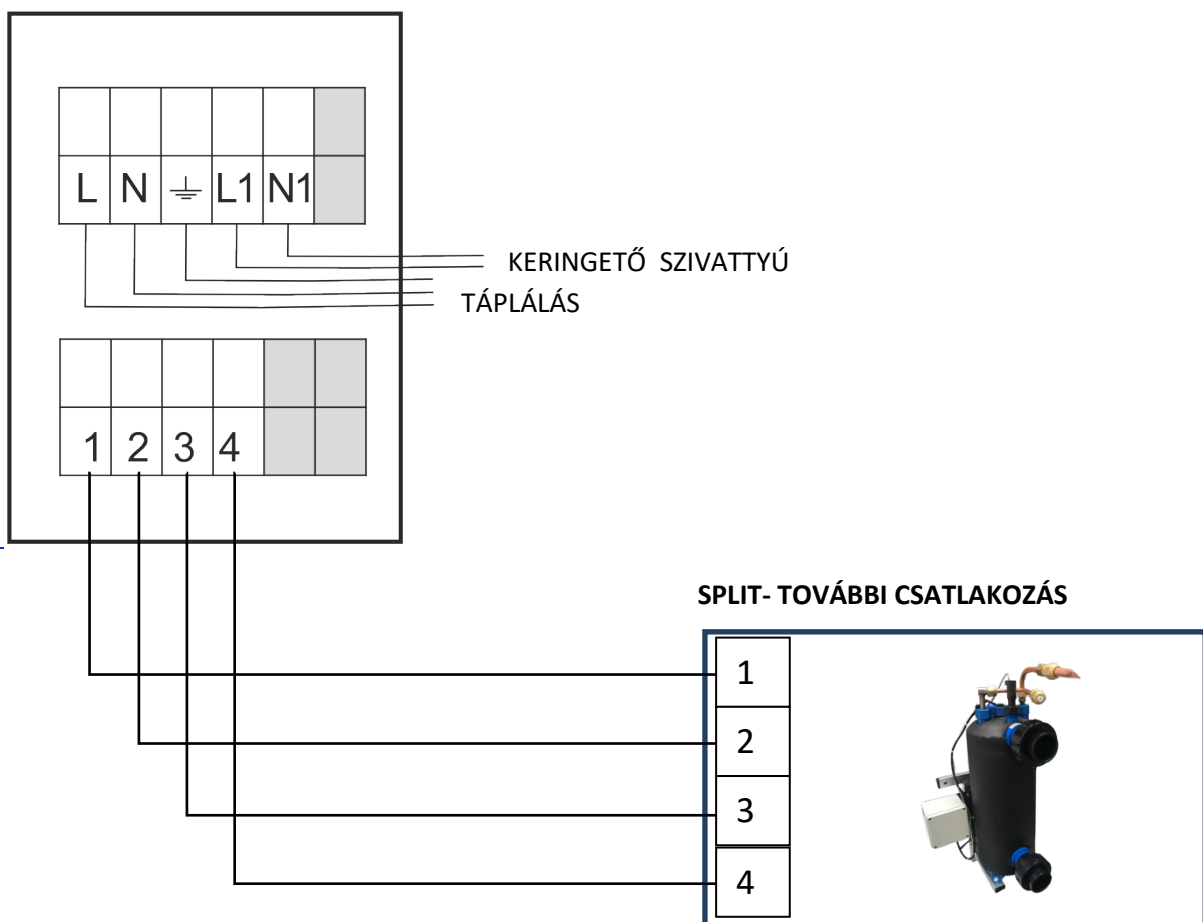 L N ⏚ L1 N1
KERINGETŐ SZIVATTYÚ
TÁPLÁLÁS
1 2 3 4
SPLIT- TOVÁBBI CSATLAKOZÁS
1
2
3
4